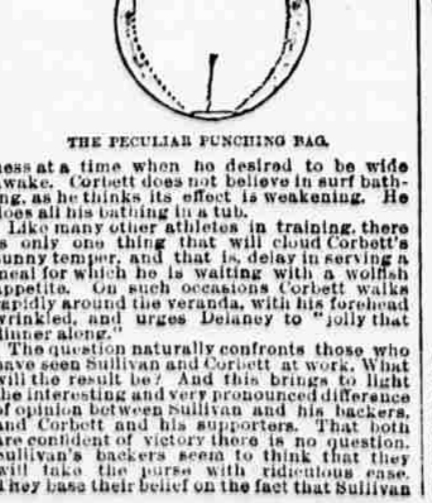 THE PECULIAR PUNCHING BAG.
ness at a time when he desired to be wide
awake. Corbett does not believe in surf bath-
ing, as he thinks its effect is weakening. He
does all his bathing in a tub.
Like many other athletes in training, there
is only one thing that will cloud Corbett's
sunny temper, and that is, delay in serving a
meal for which he is waiting with a wolfish
appetite. On such occasions Corbett walks
rapidly around the veranda, with his forehead
wrinkled, and urges Delaney to "jolly that
dinner along."
The question naturally confronts those who
have seen Sullivan and Corbett at work. What
will the result be? And this brings to light
the interesting and very pronounced difference
of opinion between Sullivan and his backers,
and Corbett and his supporters. That both
are confident of victory there is no question.
Sullivan's backers seem to think that they
will take the purse with ridiculous ease.
They base their belief on the fact that Sullivan